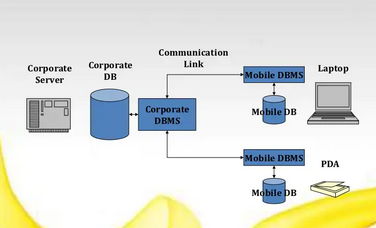 Communication
Link
Corporate
Server
Corporate
DB
Mobile DBMS
Laptop
Corporate
DBMS
Mobile DB
Mobile DBMS
PDA
Mobile DB